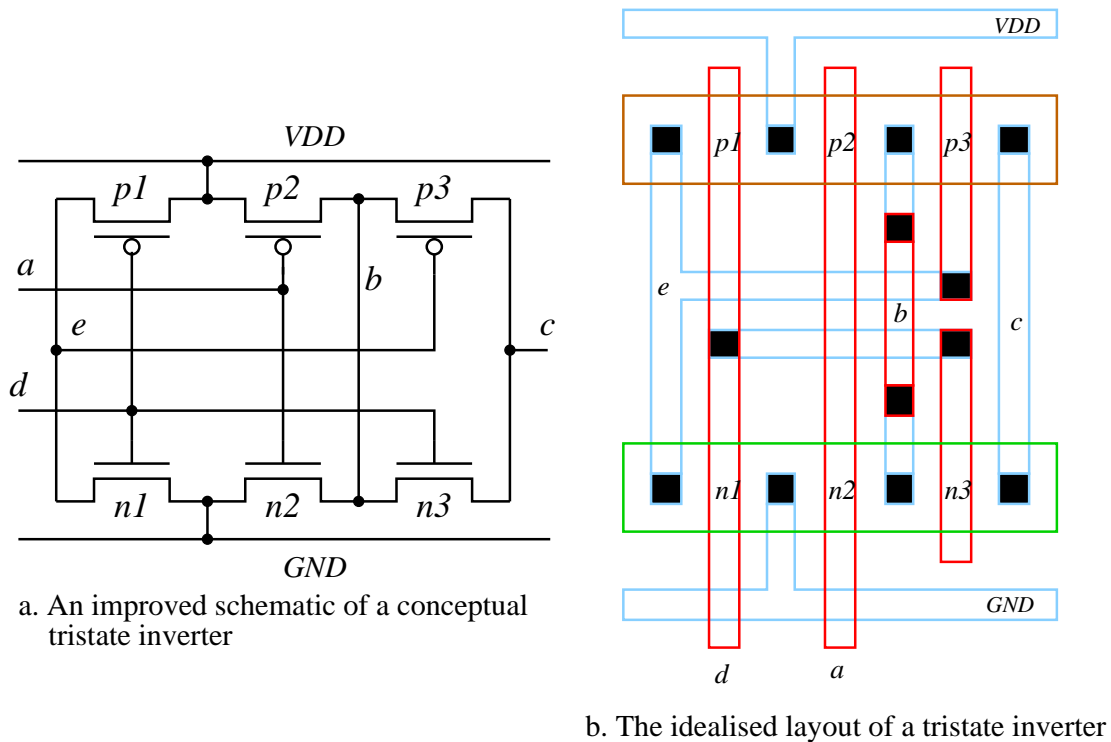 VDD
p1 p2 p3
a
b
e
c
d
n1 n2 n3
GND
a. An improved schematic of a conceptual
tristate inverter
VDD
p1 p2 p3
e
b
c
n1 n2 n3
GND
d a
b. The idealised layout of a tristate inverter